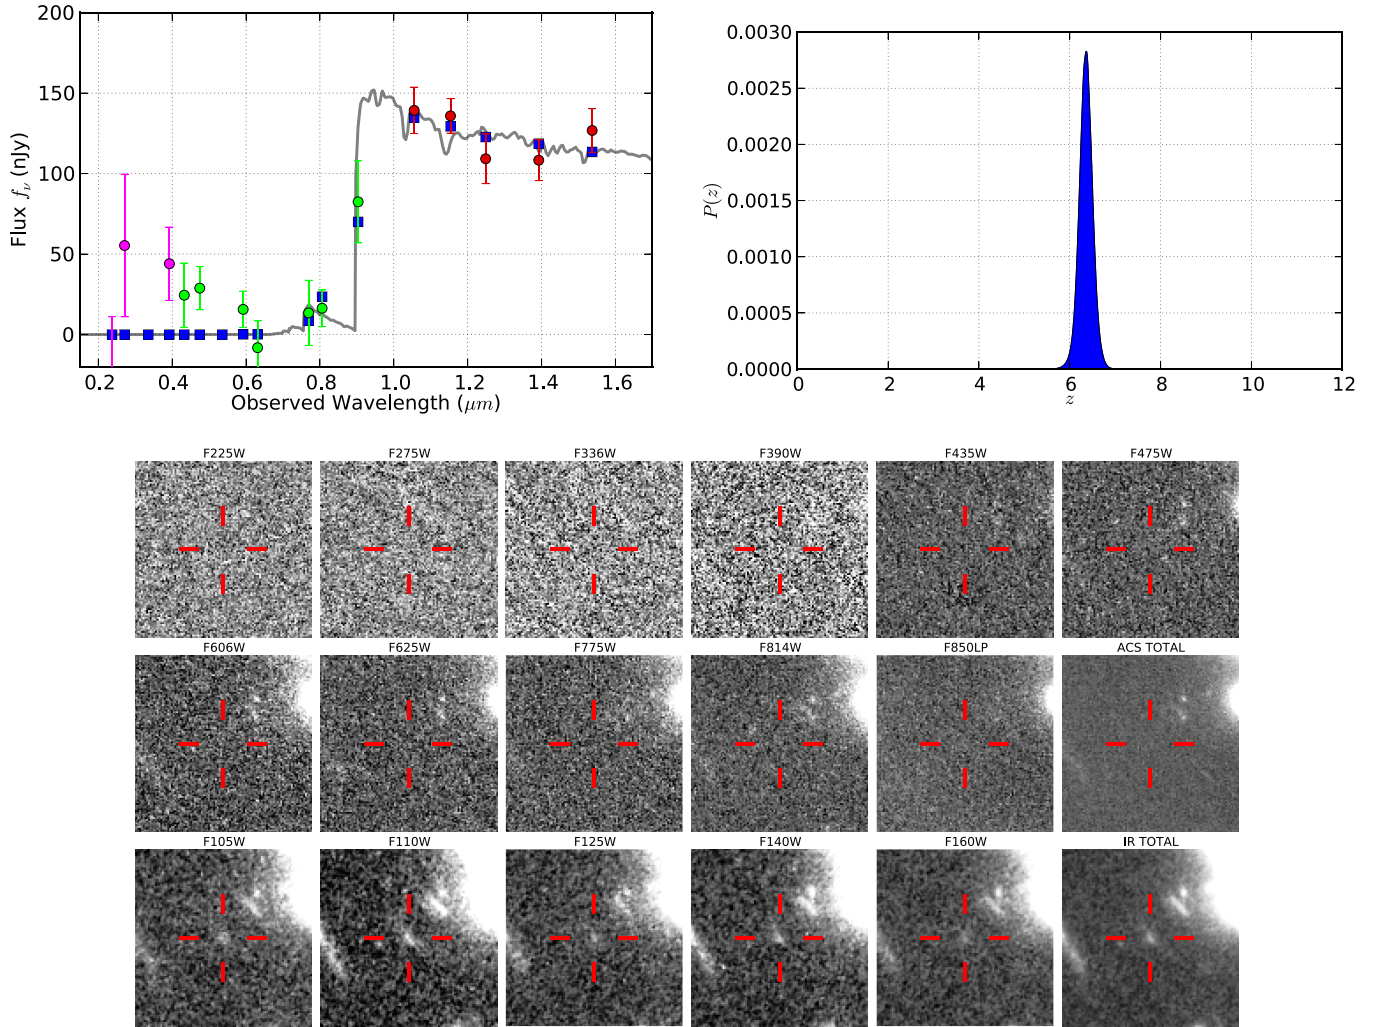 200
150
100
50
0
Flux f_ν (nJy)
0.2 0.4 0.6 0.8 1.0 1.2 1.4 1.6
Observed Wavelength (μm)
0.0030
0.0025
0.0020
0.0015
0.0010
0.0005
0.0000
P(z)
0 2 4 6 8 10 12
z
F225W F275W F336W F390W F435W F475W
F606W F625W F775W F814W F850LP ACS TOTAL
F105W F110W F125W F140W F160W IR TOTAL